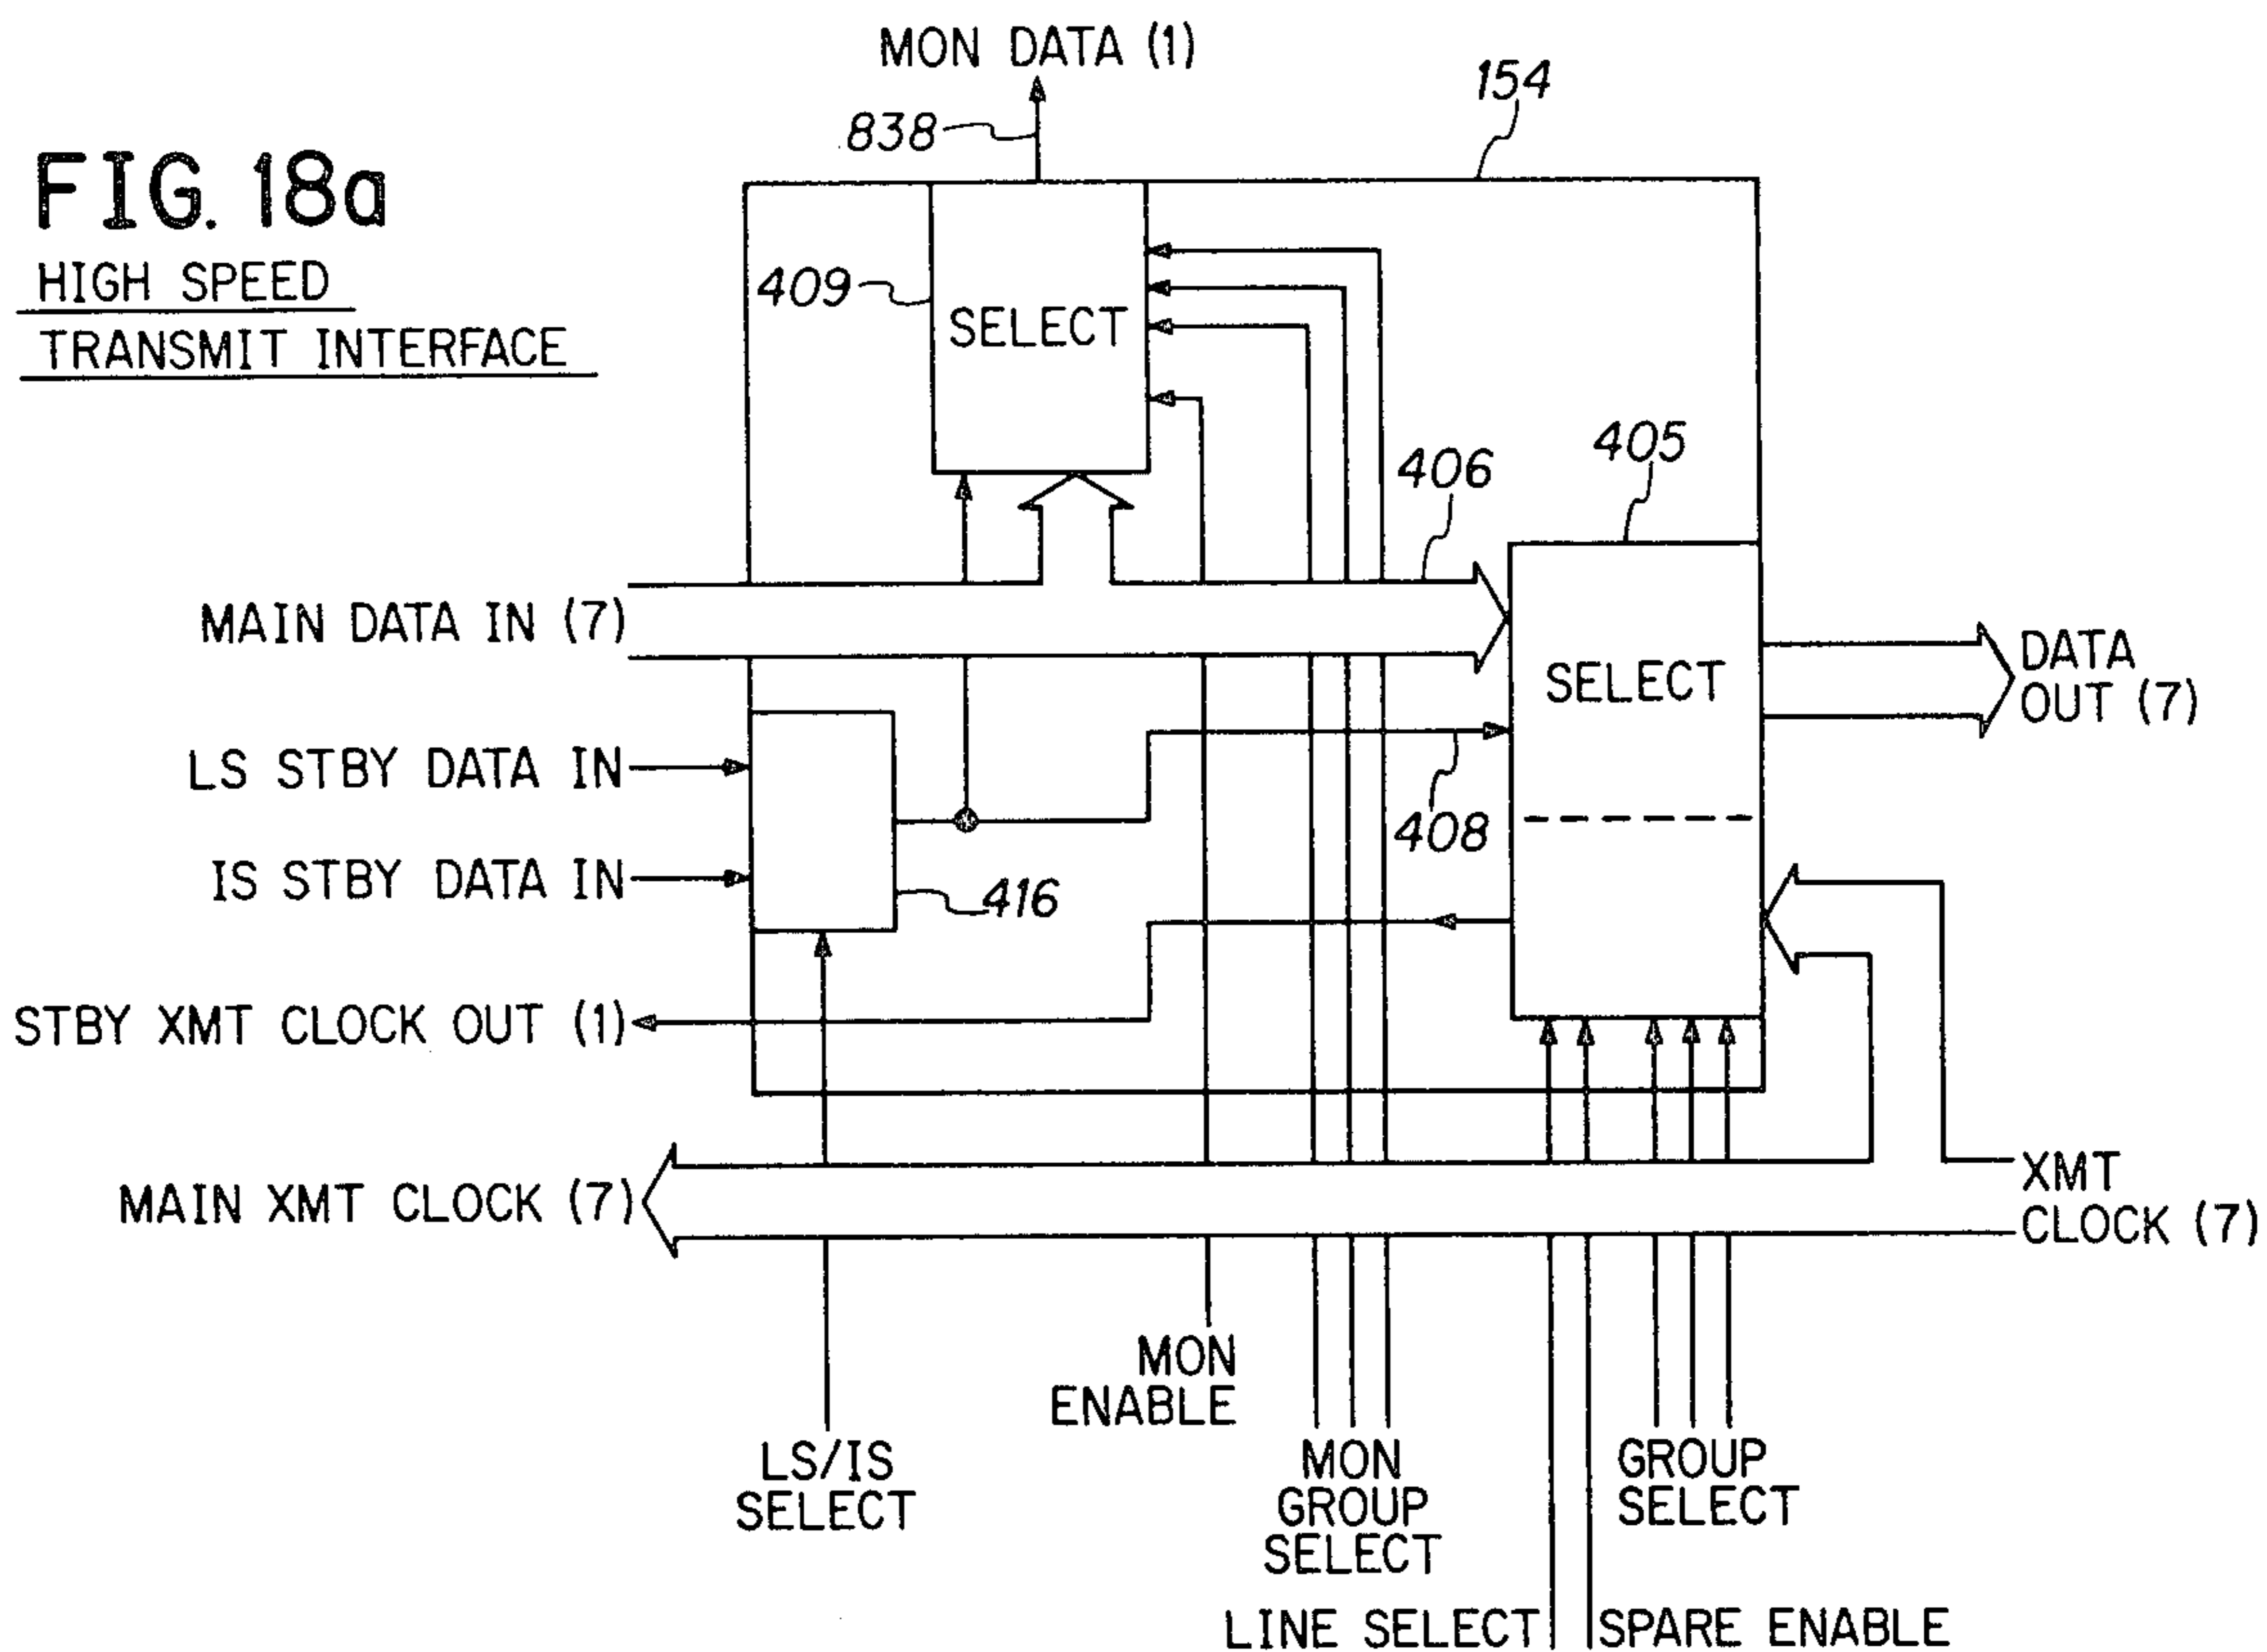 MON DATA (1)
838
154
FIG. 18a
HIGH SPEED
TRANSMIT INTERFACE
409
SELECT
406
405
MAIN DATA IN (7)
SELECT
DATA
OUT (7)
LS STBY DATA IN
408
IS STBY DATA IN
416
STBY XMT CLOCK OUT (1)
MAIN XMT CLOCK (7)
XMT
CLOCK (7)
MON
ENABLE
LS/IS
SELECT
MON
GROUP
SELECT
GROUP
SELECT
LINE SELECT
SPARE ENABLE